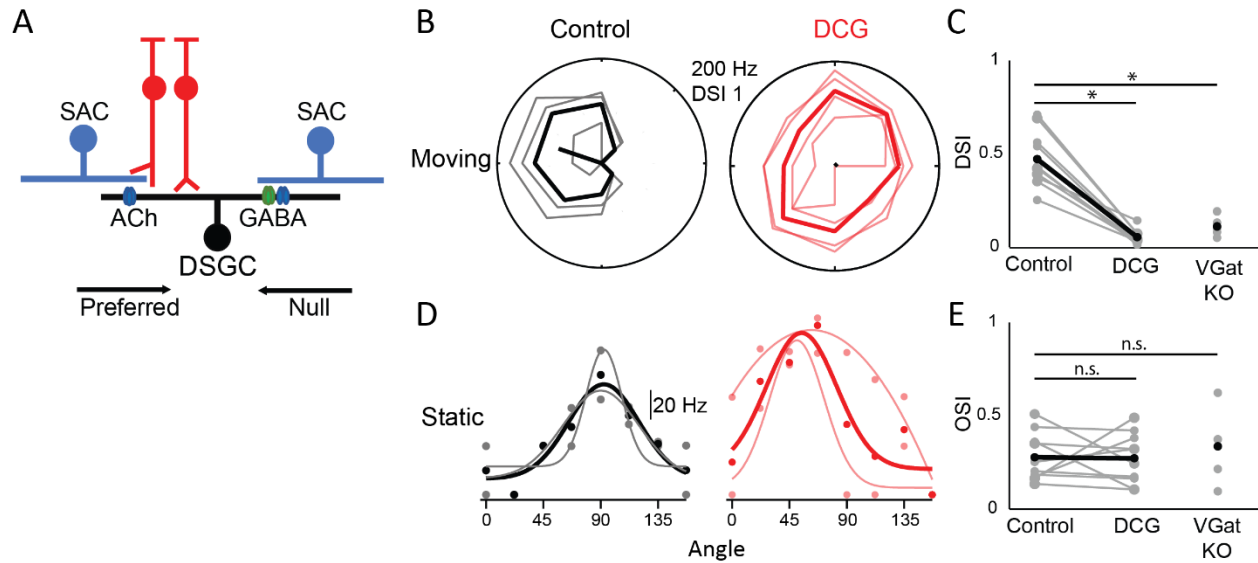 A
SAC
SAC
ACh
GABA
DSGC
Preferred
Null
B
Control
DCG
200 Hz
DSI 1
Moving
C
DSI
1
0.5
0
*
*
Control
DCG
VGat
KO
D
Static
20 Hz
0
45
90
135
0
45
90
135
Angle
E
OSI
1
0.5
0
n.s.
n.s.
Control
DCG
VGat
KO